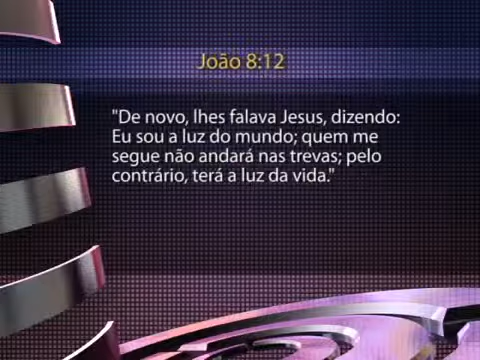 João 8:12
"De novo, lhes falava Jesus, dizendo:
Eu sou a luz do mundo; quem me
segue não andará nas trevas; pelo
contrário, terá a luz da vida."